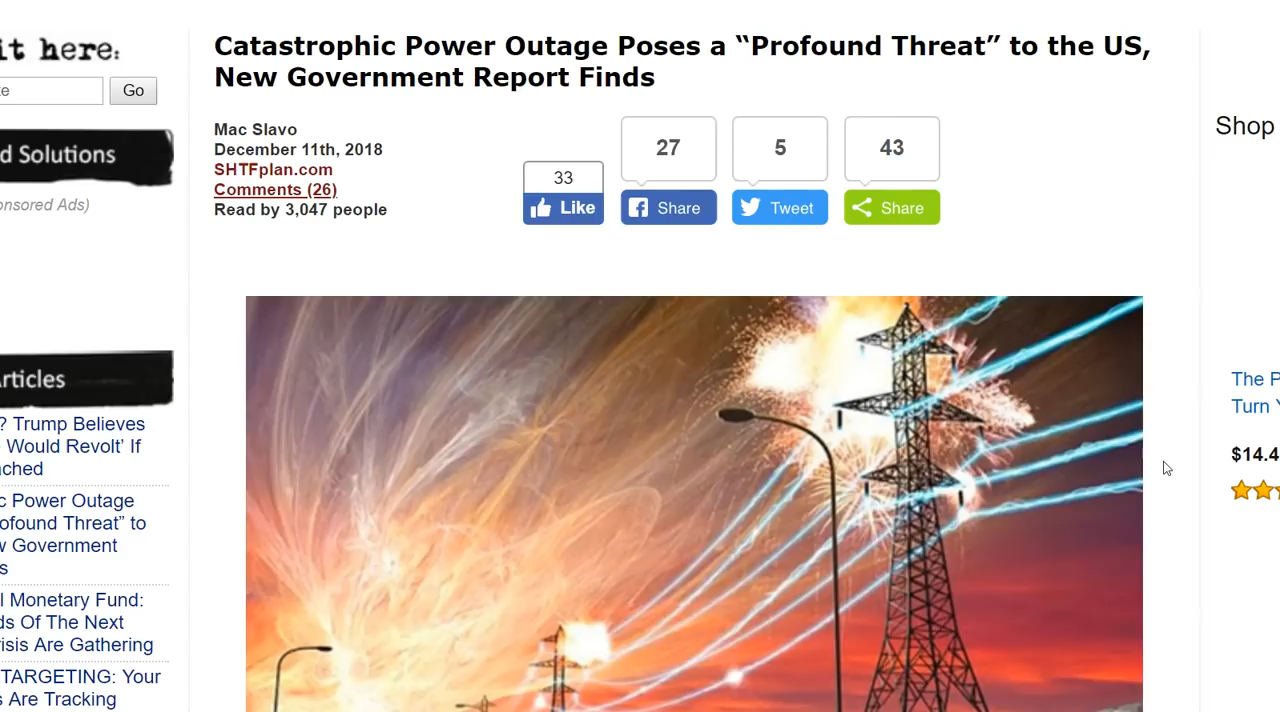 it here:
Go
d Solutions
onsored Ads)
Articles
? Trump Believes
Would Revolt’ If
ached
c Power Outage
ofound Threat” to
w Government
s
l Monetary Fund:
ds Of The Next
risis Are Gathering
TARGETING: Your
s Are Tracking
Catastrophic Power Outage Poses a “Profound Threat” to the US,
New Government Report Finds
Mac Slavo
December 11th, 2018
SHTFplan.com
Comments (26)
Read by 3,047 people
33
Like
27
Share
5
Tweet
43
Share
Shop
The P
Turn Y
$14.4